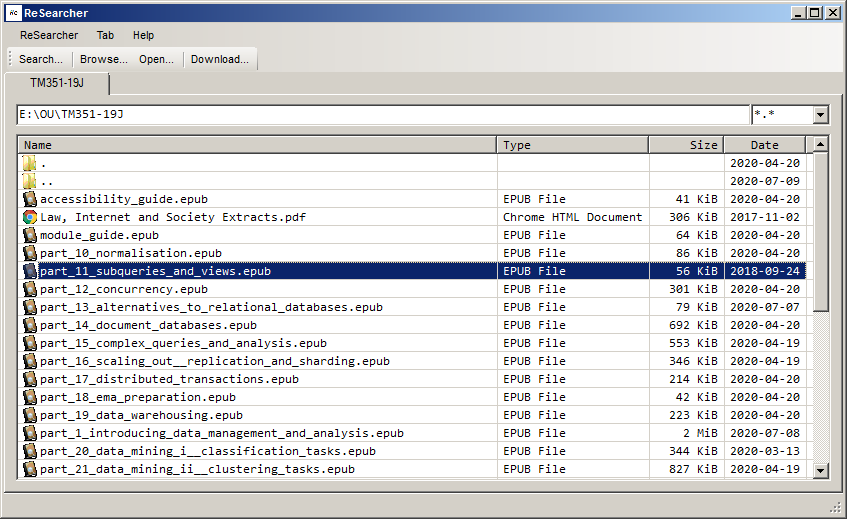 ReSearcher
ReSearcher Tab Help
Search... Browse... Open... Download...
TM351-19J
E:\OU\TM351-19J *.*
Name Type Size Date
. 2020-04-20
.. 2020-07-09
accessibility_guide.epub EPUB File 41 KiB 2020-04-20
Law, Internet and Society Extracts.pdf Chrome HTML Document 306 KiB 2017-11-02
module_guide.epub EPUB File 64 KiB 2020-04-20
part_10_normalisation.epub EPUB File 86 KiB 2020-04-20
part_11_subqueries_and_views.epub EPUB File 56 KiB 2018-09-24
part_12_concurrency.epub EPUB File 301 KiB 2020-04-20
part_13_alternatives_to_relational_databases.epub EPUB File 79 KiB 2020-07-07
part_14_document_databases.epub EPUB File 692 KiB 2020-04-20
part_15_complex_queries_and_analysis.epub EPUB File 553 KiB 2020-04-19
part_16_scaling_out__replication_and_sharding.epub EPUB File 346 KiB 2020-04-19
part_17_distributed_transactions.epub EPUB File 214 KiB 2020-04-20
part_18_ema_preparation.epub EPUB File 42 KiB 2020-04-20
part_19_data_warehousing.epub EPUB File 223 KiB 2020-04-20
part_1_introducing_data_management_and_analysis.epub EPUB File 2 MiB 2020-07-08
part_20_data_mining_i__classification_tasks.epub EPUB File 344 KiB 2020-03-13
part_21_data_mining_ii__clustering_tasks.epub EPUB File 827 KiB 2020-04-19